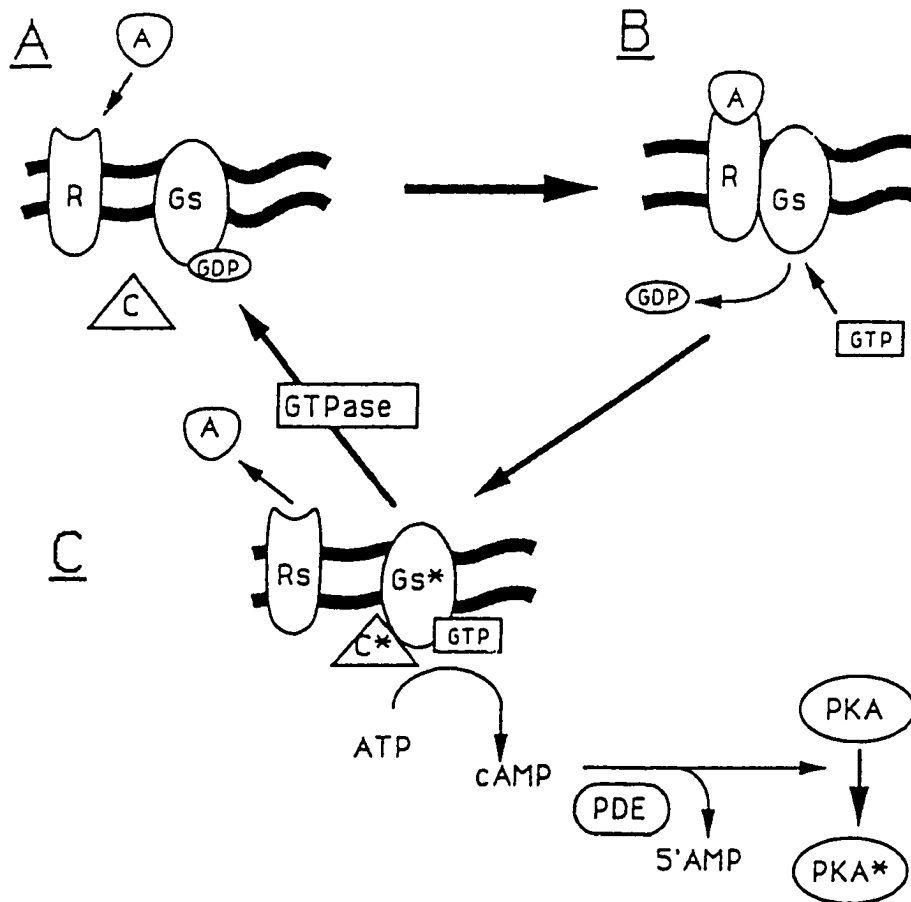 A
A
R
Gs
GDP
C
B
A
R
Gs
GDP
GTP
GTPase
A
C
Rs
Gs*
C*
GTP
ATP
cAMP
PDE
5'AMP
PKA
PKA*